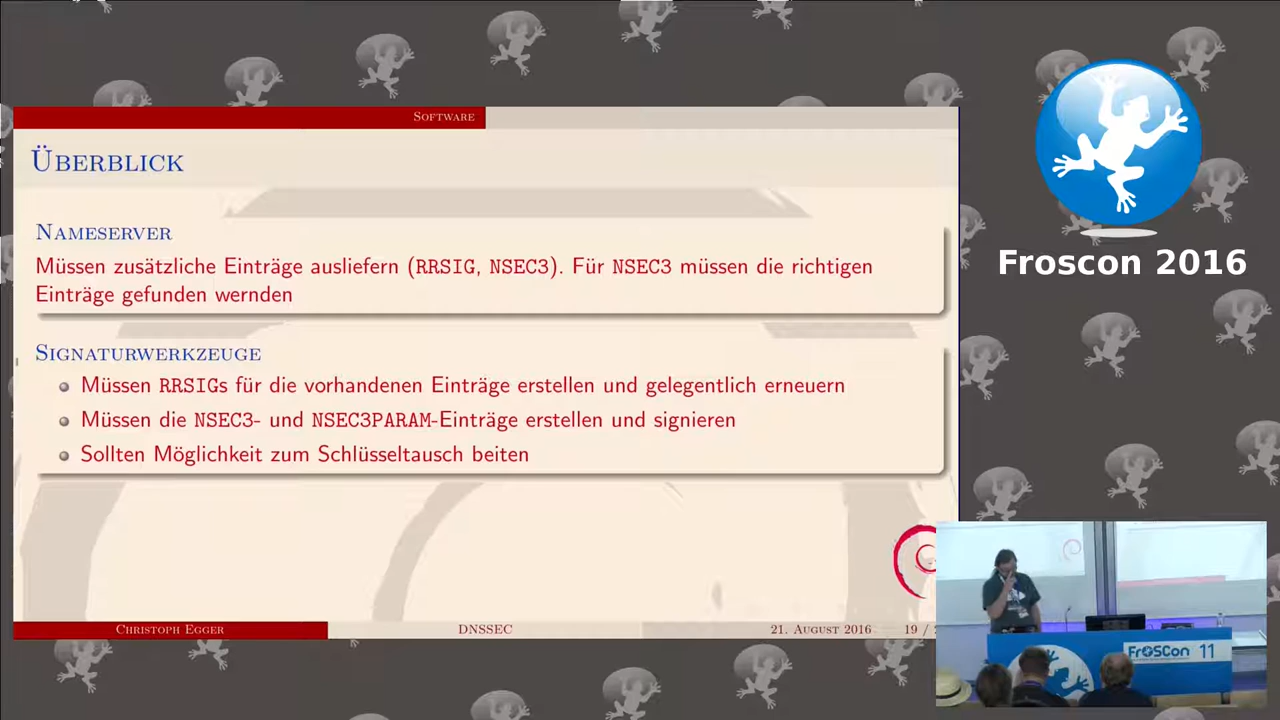 SOFTWARE
ÜBERBLICK
NAMESERVER
Müssen zusätzliche Einträge ausliefern (RRSIG, NSEC3). Für NSEC3 müssen die richtigen
Einträge gefunden wernden
SIGNATURWERKZEUGE
Müssen RRSIGs für die vorhandenen Einträge erstellen und gelegentlich erneuern
Müssen die NSEC3- und NSEC3PARAM-Einträge erstellen und signieren
Sollten Möglichkeit zum Schlüsseltausch beiten
CHRISTOPH EGGER
DNSSEC
21. AUGUST 2016
19 /
Froscon 2016
FrOSCon 11